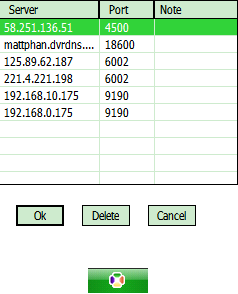 Server Port Note
58.251.136.51 4500
mattphan.dvrdns.... 18600
125.89.62.187 6002
221.4.221.198 6002
192.168.10.175 9190
192.168.0.175 9190
Ok Delete Cancel